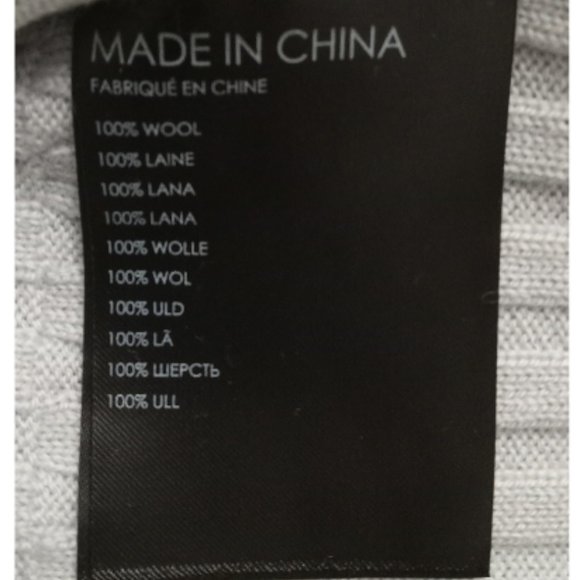 MADE IN CHINA
FABRIQUÉ EN CHINE
100% WOOL
100% LAINE
100% LANA
100% LANA
100% WOLLE
100% WOL
100% ULD
100% LÃ
100% ШЕРСТЬ
100% ULL